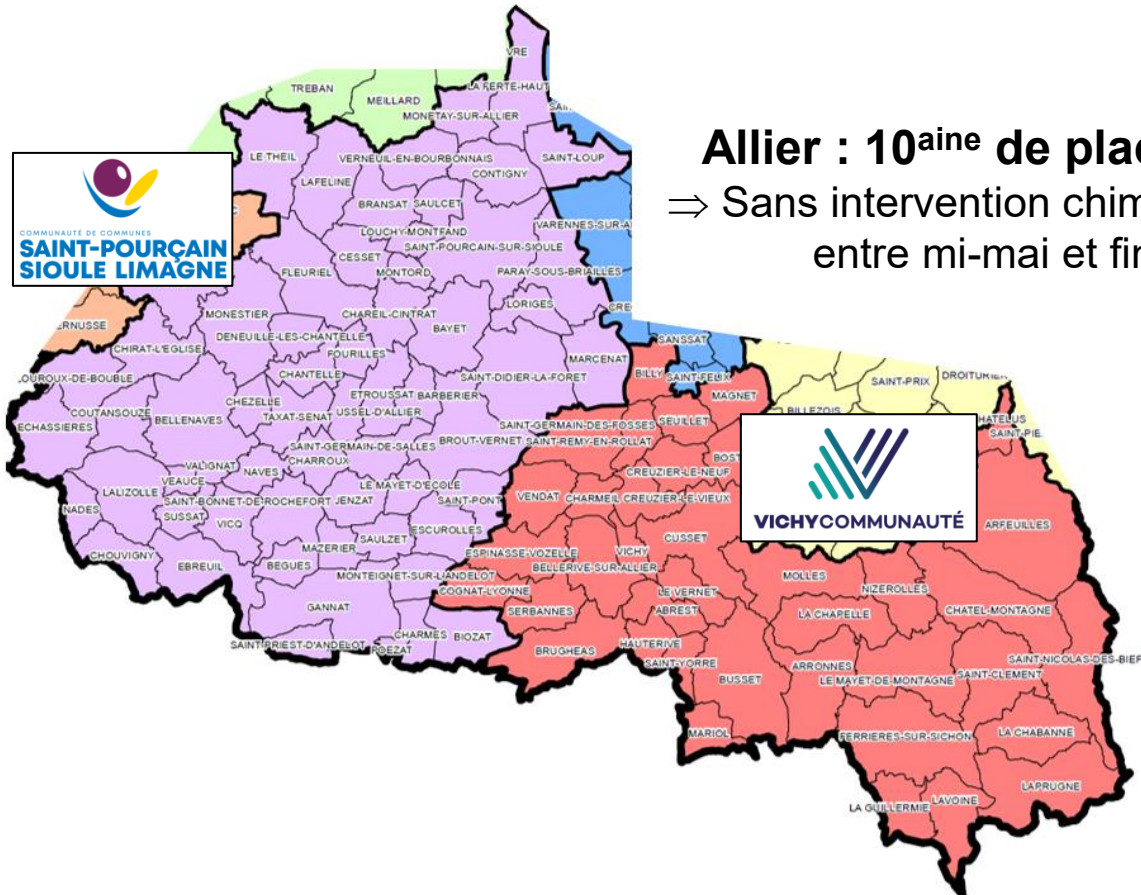 VRE
TREBAN
LA FERTE-HAUT
MEILLARD
MONETAY-SUR-ALLIER
LE THEIL
VERNEUIL-EN-BOURBONNAIS
SAINT-LOUP
CONTIGNY
LAFELINE
BRANSAT
SAULCET
VARENNES-SUR-A
LOUCHY-MONTFAND
SAINT-POURCAIN-SUR-SIOULE
CESSET
FLEURIEL
MONTORD
PARAY-SOUS-BRIAILLES
Allier : 10aine de plac
⇒ Sans intervention chim
entre mi-mai et fin
COMMUNAUTÉ DE COMMUNES
SAINT-POURÇAIN
SIOULE LIMAGNE
LORIGES
CRE
MONESTIER
CHAREIL-CINTRAT
BAYET
ERNUSSE
DENEUILLE-LES-CHANTELLE
CHIRAT-L'EGLISE
FOURILLES
MARCENAT
SANSSAT
CHANTELLE
BILLY
SAINT-FELIX
LOUROUX-DE-BOUBLE
SAINT-DIDIER-LA-FORET
SAINT-PRIX
DROITURIER
ETROUSSAT
BARBERIER
MAGNET
CHEZELLE
COUTANSOUZE
BELLENAVES
TAXAT-SENAT
USSEL-D'ALLIER
BILLEZOIS
HATELUS
ECHASSIERES
SAINT-GERMAIN-DES-FOSSES
SEUILLET
SAINT-PIE
SAINT-GERMAIN-DE-SALLES
BROUT-VERNET
SAINT-REMY-EN-ROLLAT
CHARROUX
BOST
VALIGNAT
NAVES
CREUZIER-LE-NEUF
VEAUCE
LE MAYET-D'ECOLE
LALIZOLLE
SAINT-BONNET-DE-ROCHEFORT
JENZAT
SAINT-PONT
VENDAT
CHARMEIL
CREUZIER-LE-VIEUX
VICHYCOMMUNAUTÉ
NADES
SUSSAT
VICQ
ARFEUILLES
ESCUROLLES
SAULZET
CUSSET
MAZERIER
CHOUVIGNY
EBREUIL
BEGUES
ESPINASSE-VOZELLE
VICHY
BELLERIVE-SUR-ALLIER
MONTEIGNET-SUR-L'ANDELOT
MOLLES
COGNAT-LYONNE
NIZEROLLES
LE VERNET
GANNAT
SERBANNES
ABREST
LA CHAPELLE
CHATEL-MONTAGNE
CHARMES
BIOZAT
SAINT-PRIEST-D'ANDELOT
POEZAT
BRUGHEAS
HAUTERIVE
SAINT-YORRE
ARRONNES
SAINT-NICOLAS-DES-BIEF
BUSSET
LE MAYET-DE-MONTAGNE
SAINT-CLEMENT
MARIOL
FERRIERES-SUR-SICHON
LA CHABANNE
LAPRUGNE
LA GUILLERMIE
LAVOINE